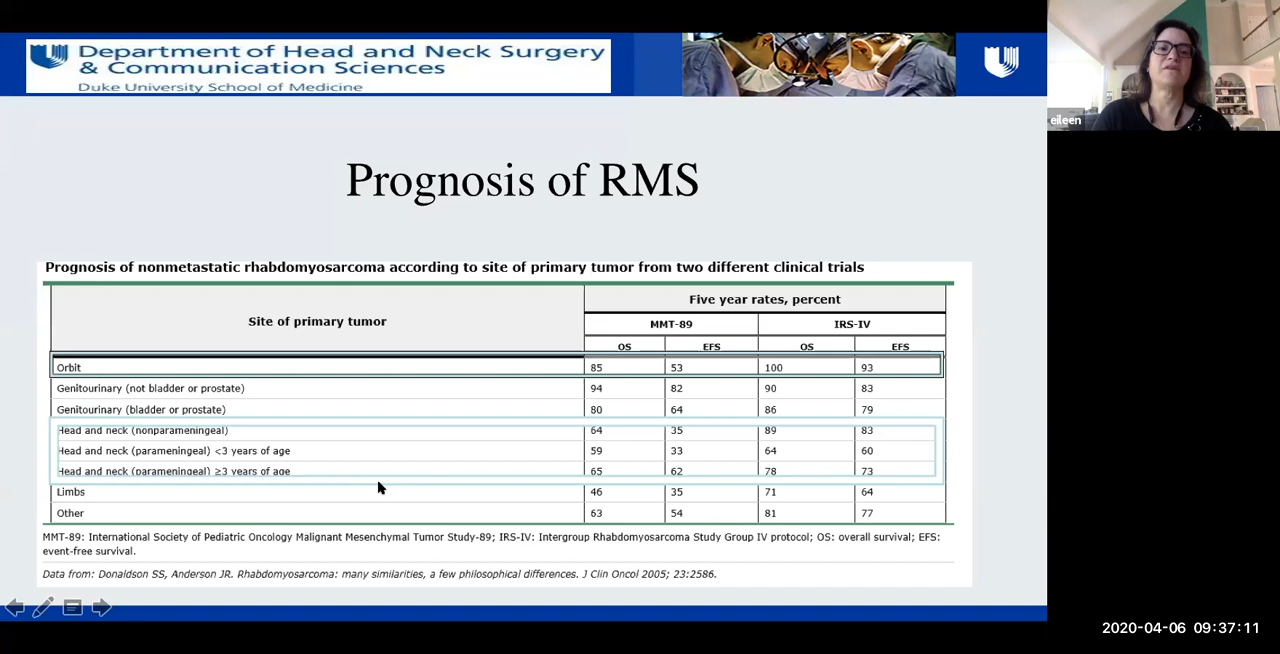 Department of Head and Neck Surgery
& Communication Sciences
Duke University School of Medicine
eileen
Prognosis of RMS
Prognosis of nonmetastatic rhabdomyosarcoma according to site of primary tumor from two different clinical trials
Site of primary tumor
Five year rates, percent
MMT-89 IRS-IV
OS EFS OS EFS
Orbit 85 53 100 93
Genitourinary (not bladder or prostate) 94 82 90 83
Genitourinary (bladder or prostate) 80 64 86 79
Head and neck (nonparameningeal) 64 35 89 83
Head and neck (parameningeal) <3 years of age 59 33 64 60
Head and neck (parameningeal) ≥3 years of age 65 62 78 73
Limbs 46 35 71 64
Other 63 54 81 77
MMT-89: International Society of Pediatric Oncology Malignant Mesenchymal Tumor Study-89; IRS-IV: Intergroup Rhabdomyosarcoma Study Group IV protocol; OS: overall survival; EFS:
event-free survival.
Data from: Donaldson SS, Anderson JR. Rhabdomyosarcoma: many similarities, a few philosophical differences. J Clin Oncol 2005; 23:2586.
2020-04-06 09:37:11